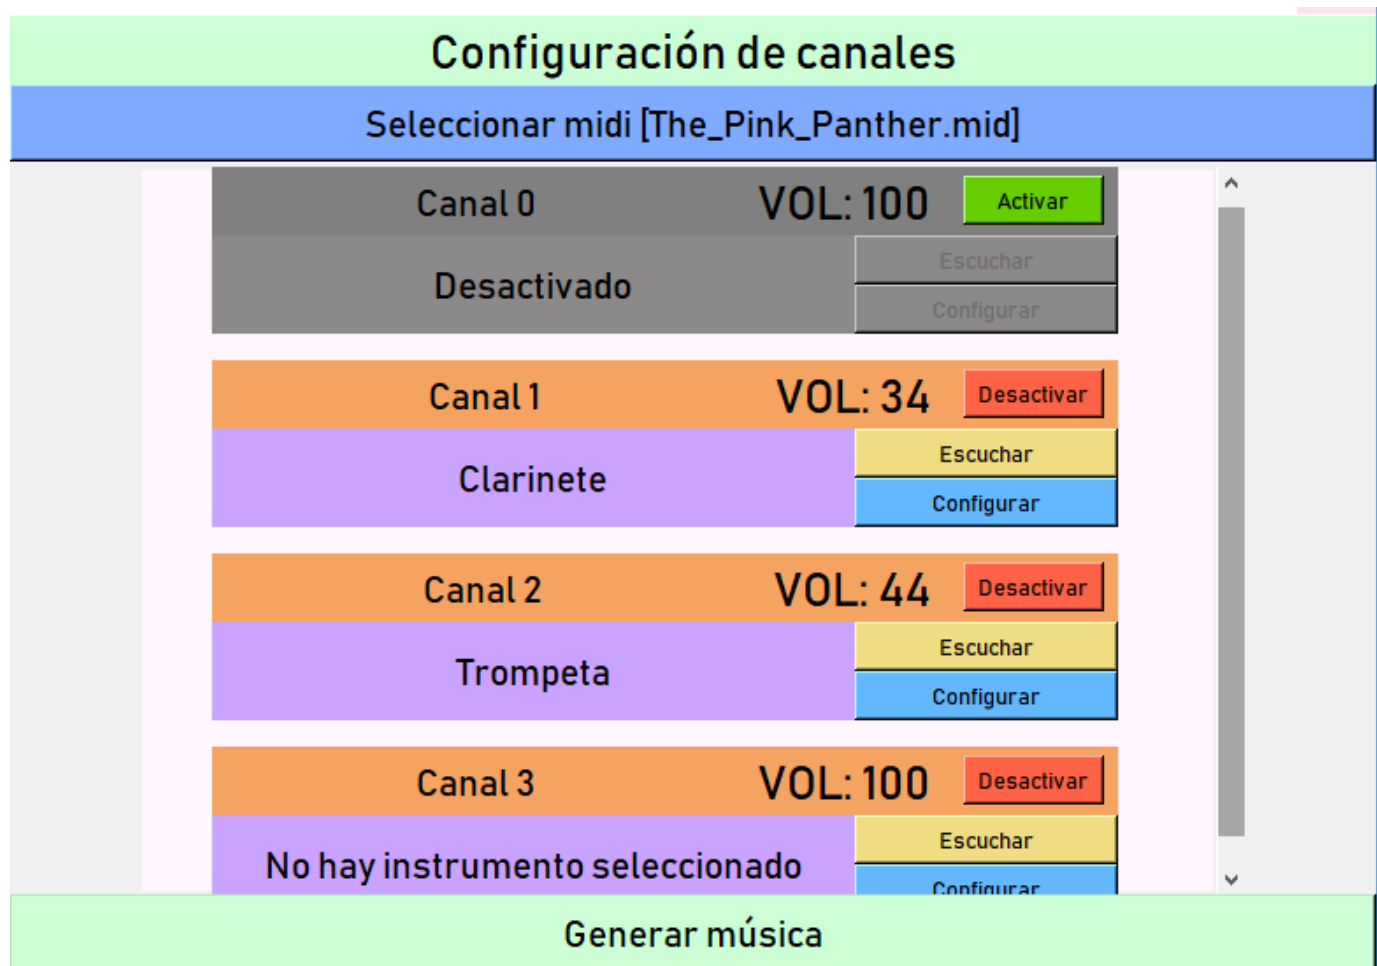 Configuración de canales
Seleccionar midi [The_Pink_Panther.mid]
Canal 0 VOL: 100 Activar
Desactivado
Escuchar
Configurar
Canal 1 VOL: 34 Desactivar
Clarinete
Escuchar
Configurar
Canal 2 VOL: 44 Desactivar
Trompeta
Escuchar
Configurar
Canal 3 VOL: 100 Desactivar
No hay instrumento seleccionado
Escuchar
Configurar
Generar música